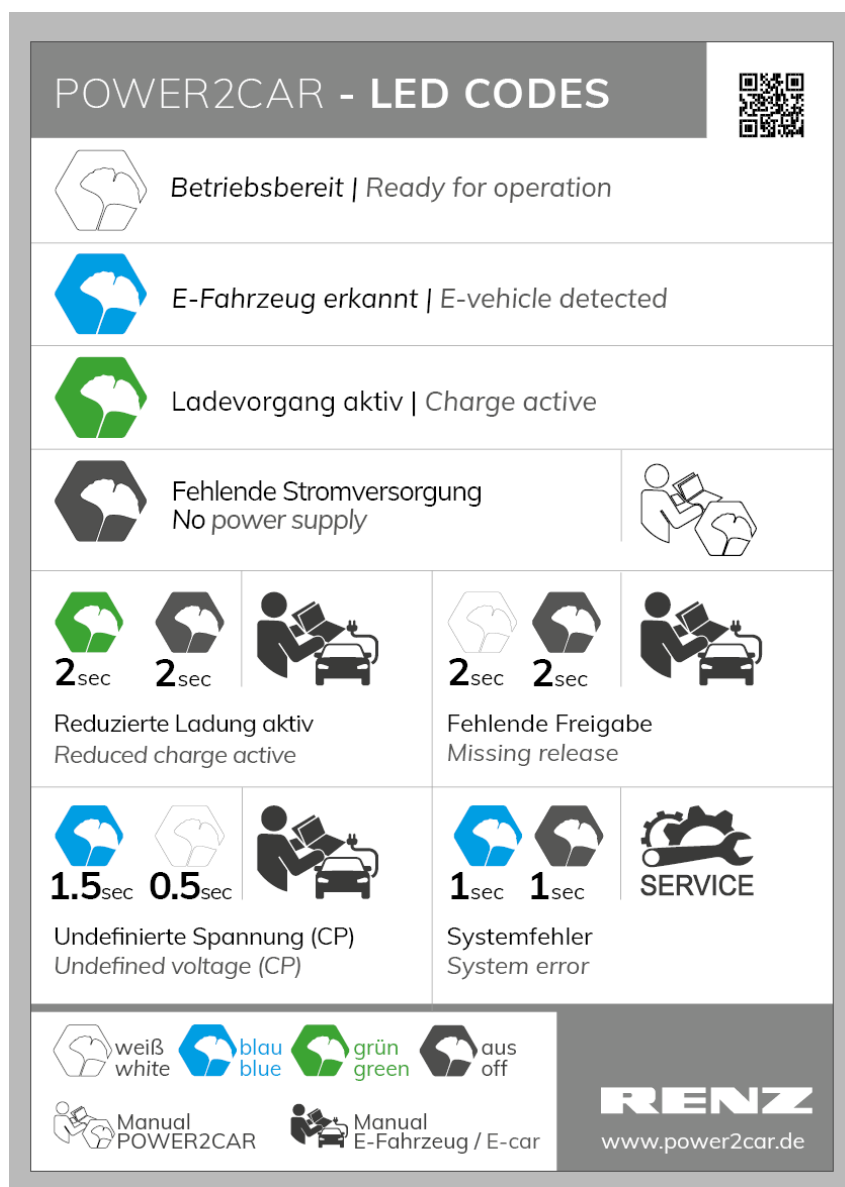 POWER2CAR - LED CODES
Betriebsbereit | Ready for operation
E-Fahrzeug erkannt | E-vehicle detected
Ladevorgang aktiv | Charge active
Fehlende Stromversorgung
No power supply
2sec 2sec
Reduzierte Ladung aktiv
Reduced charge active
2sec 2sec
Fehlende Freigabe
Missing release
1.5sec 0.5sec
Undefinierte Spannung (CP)
Undefined voltage (CP)
1sec 1sec
SERVICE
Systemfehler
System error
weiß
white
blau
blue
grün
green
aus
off
Manual
POWER2CAR
Manual
E-Fahrzeug / E-car
RENZ
www.power2car.de